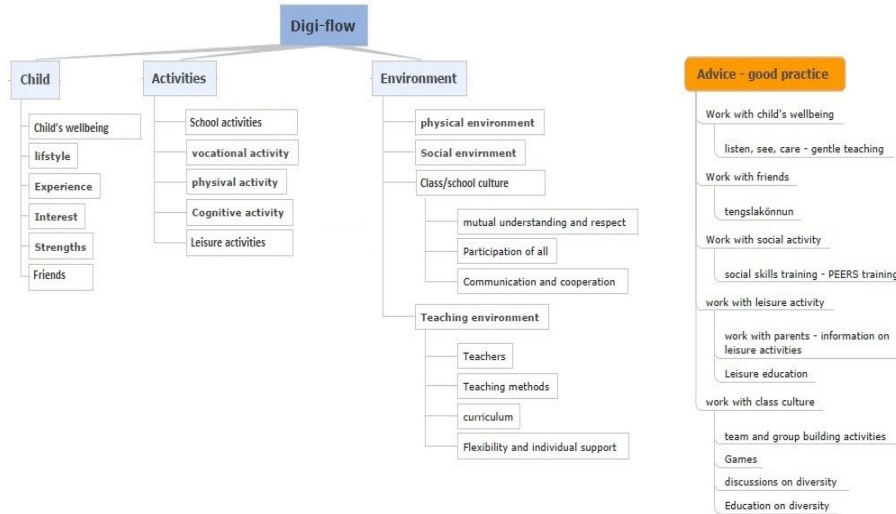 Digi-flow
Child
Child's wellbeing
lifstyle
Experience
Interest
Strengths
Friends
Activities
School activities
vocational activity
physival activity
Cognitive activity
Leisure activities
Environment
physical environment
Social envirnment
Class/school culture
mutual understanding and respect
Participation of all
Communication and cooperation
Teaching environment
Teachers
Teaching methods
curriculum
Flexibility and individual support
Advice - good practice
Work with child's wellbeing
listen, see, care - gentle teaching
Work with friends
tengslakönnun
Work with social activity
social skills training - PEERS training
work with leisure activity
work with parents - information on
leisure activities
Leisure education
work with class culture
team and group building activities
Games
discussions on diversity
Education on diversity